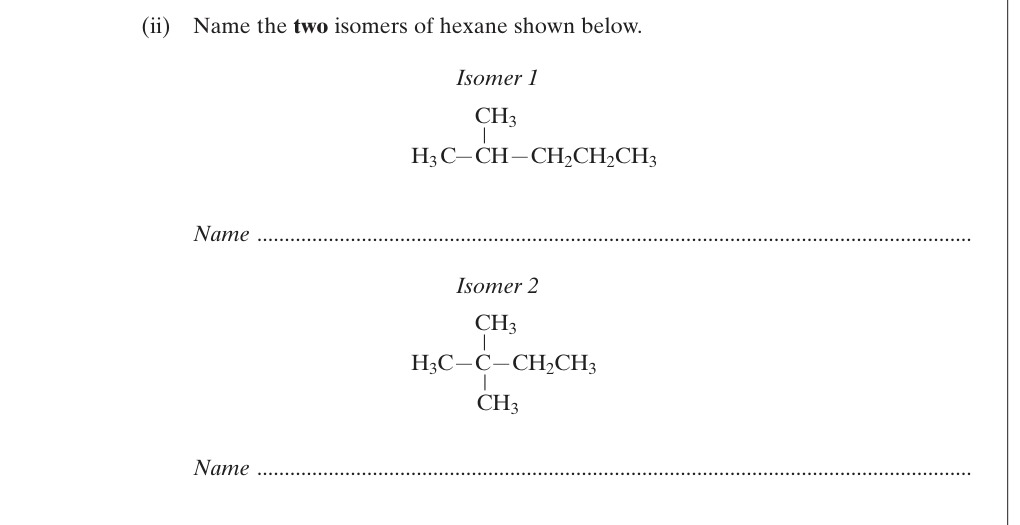 (ii) Name the two isomers of hexane shown below.
Isomer 1
CH₃
H₃C–CH–CH₂CH₂CH₃
Name ................................................................................................................................
Isomer 2
CH₃
H₃C–C–CH₂CH₃
CH₃
Name ................................................................................................................................